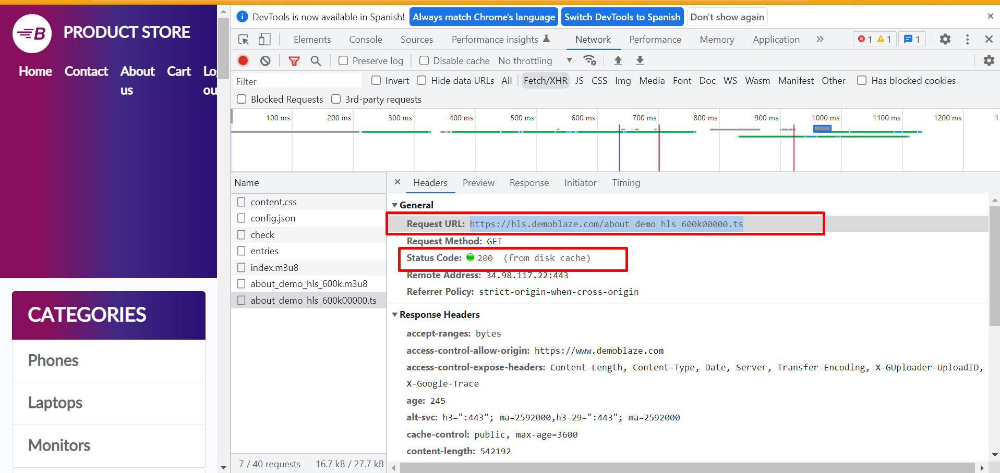 B PRODUCT STORE
Home Contact About us Cart Log out
CATEGORIES
Phones
Laptops
Monitors
DevTools is now available in Spanish! Always match Chrome's language Switch DevTools to Spanish Don't show again
Elements Console Sources Performance insights Network Performance Memory Application 1 1 1
Preserve log Disable cache No throttling
Filter Invert Hide data URLs All Fetch/XHR JS CSS Img Media Font Doc WS Wasm Manifest Other Has blocked cookies
Blocked Requests 3rd-party requests
100 ms 200 ms 300 ms 400 ms 500 ms 600 ms 700 ms 800 ms 900 ms 1000 ms 1100 ms 1200 ms 1
Name
content.css
config.json
check
entries
index.m3u8
about_demo_hls_600k.m3u8
about_demo_hls_600k00000.ts
7 / 40 requests 16.7 kB / 27.7 kB
Headers Preview Response Initiator Timing
General
Request URL: https://hls.demoblaze.com/about_demo_hls_600k00000.ts
Request Method: GET
Status Code: 200 (from disk cache)
Remote Address: 34.98.117.22:443
Referrer Policy: strict-origin-when-cross-origin
Response Headers
accept-ranges: bytes
access-control-allow-origin: https://www.demoblaze.com
access-control-expose-headers: Content-Length, Content-Type, Date, Server, Transfer-Encoding, X-GUploader-UploadID,
X-Google-Trace
age: 245
alt-svc: h3=":443"; ma=2592000,h3-29=":443"; ma=2592000
cache-control: public, max-age=3600
content-length: 542192